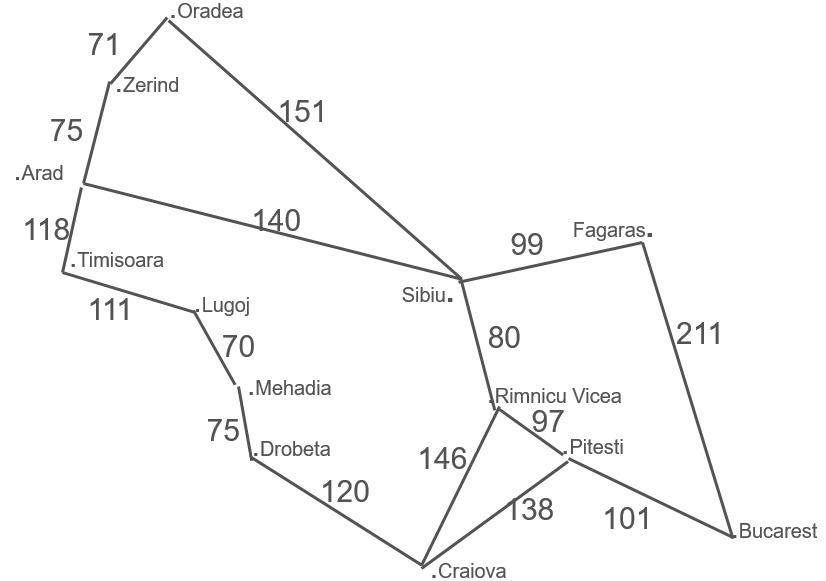 .Oradea
71
.Zerind
151
75
.Arad
140
118
.Timisoara
Fagaras.
99
Sibiu.
111
.Lugoj
211
80
70
.Mehadia
.Rimnicu Vicea
97
75
.Drobeta
.Pitesti
146
120
138
101
.Bucarest
.Craiova